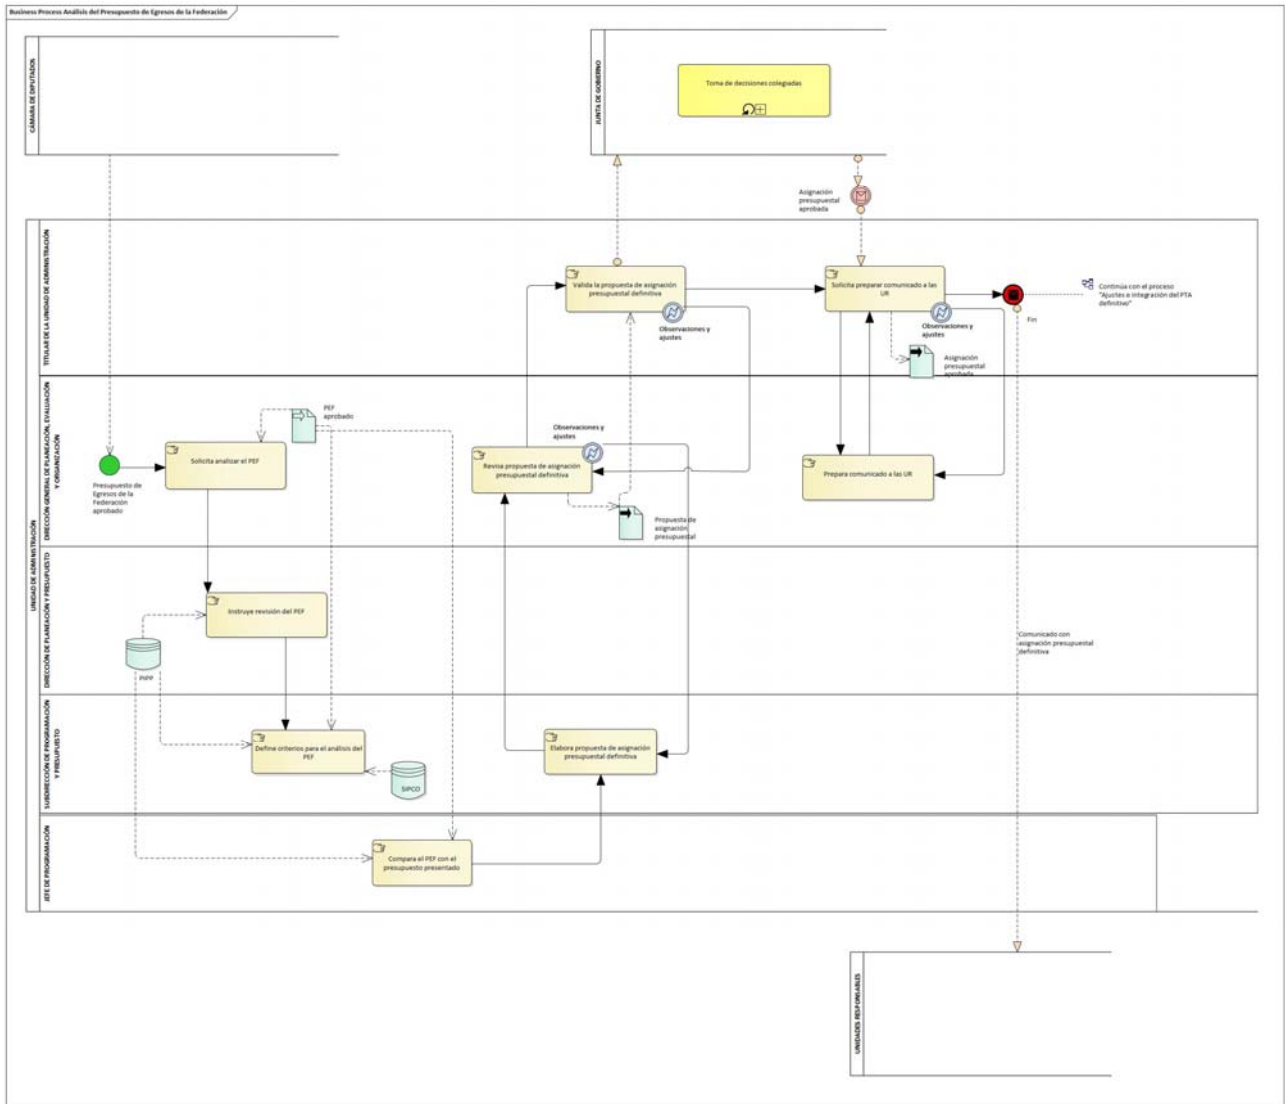 Business Process Análisis del Presupuesto de Egresos de la Federación
CÁMARA DE DIPUTADOS
JUNTA DE GOBIERNO
Toma de decisiones colegiadas
Asignación
presupuestal
aprobada
UNIDAD DE ADMINISTRACIÓN
TITULAR DE LA UNIDAD DE ADMINISTRACIÓN
Valida la propuesta de asignación
presupuestal definitiva
Observaciones y
ajustes
Solicita preparar comunicado a las
UR
Observaciones y
ajustes
Asignación
presupuestal
aprobada
Fin
Continúa con el proceso
"Ajustes e integración del PTA
definitivo"
DIRECCIÓN GENERAL DE PLANEACIÓN, EVALUACIÓN
Y ORGANIZACIÓN
Presupuesto de
Egresos de la
Federación
aprobado
Solicita analizar el PEF
PEF
aprobado
Observaciones y
ajustes
Revisa propuesta de asignación
presupuestal definitiva
Propuesta de
asignación
presupuestal
Prepara comunicado a las UR
DIRECCIÓN DE PLANEACIÓN Y PRESUPUESTO
Instruye revisión del PEF
PIPP
Comunicado con
asignación presupuestal
definitiva
SUBDIRECCIÓN DE PROGRAMACIÓN
Y PRESUPUESTO
Define criterios para el análisis del
PEF
SIPCO
Elabora propuesta de asignación
presupuestal definitiva
JEFE DE PROGRAMACIÓN
Compara el PEF con el
presupuesto presentado
UNIDADES RESPONSABLES